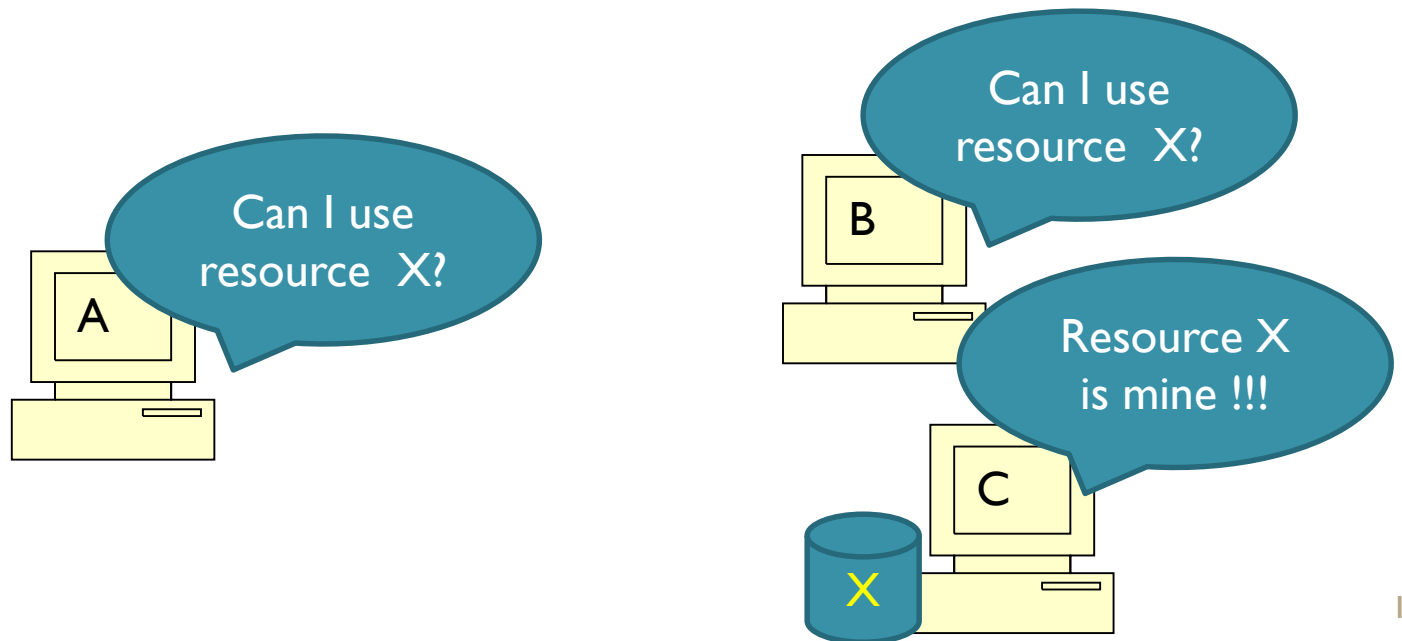 Can I use
resource X?
A
Can I use
resource X?
B
Resource X
is mine !!!
C
X
1